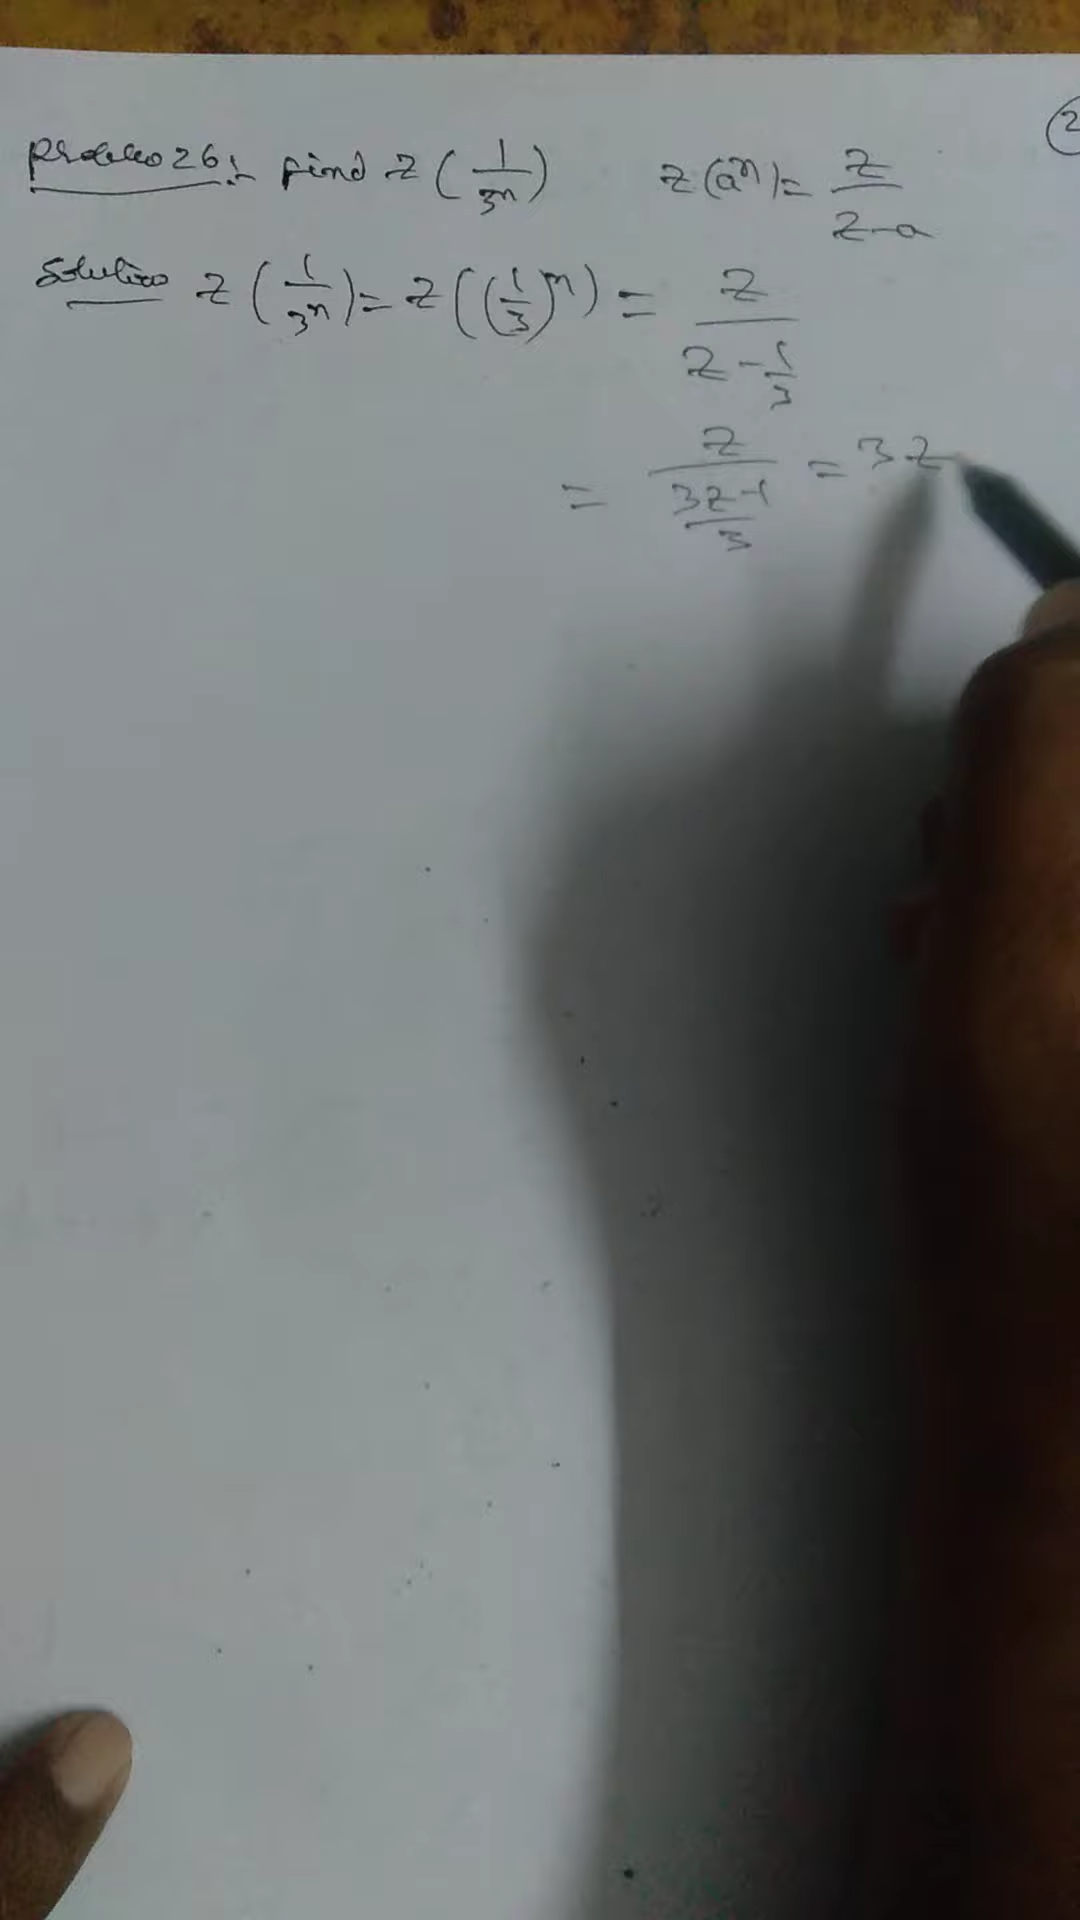 Problem 26:- find z(1/3^n) z(a^n) = z/(z-a)
Solution z(1/3^n) = z((1/3)^n) = z/(z-1/3)
= z/((3z-1)/3) = 3z